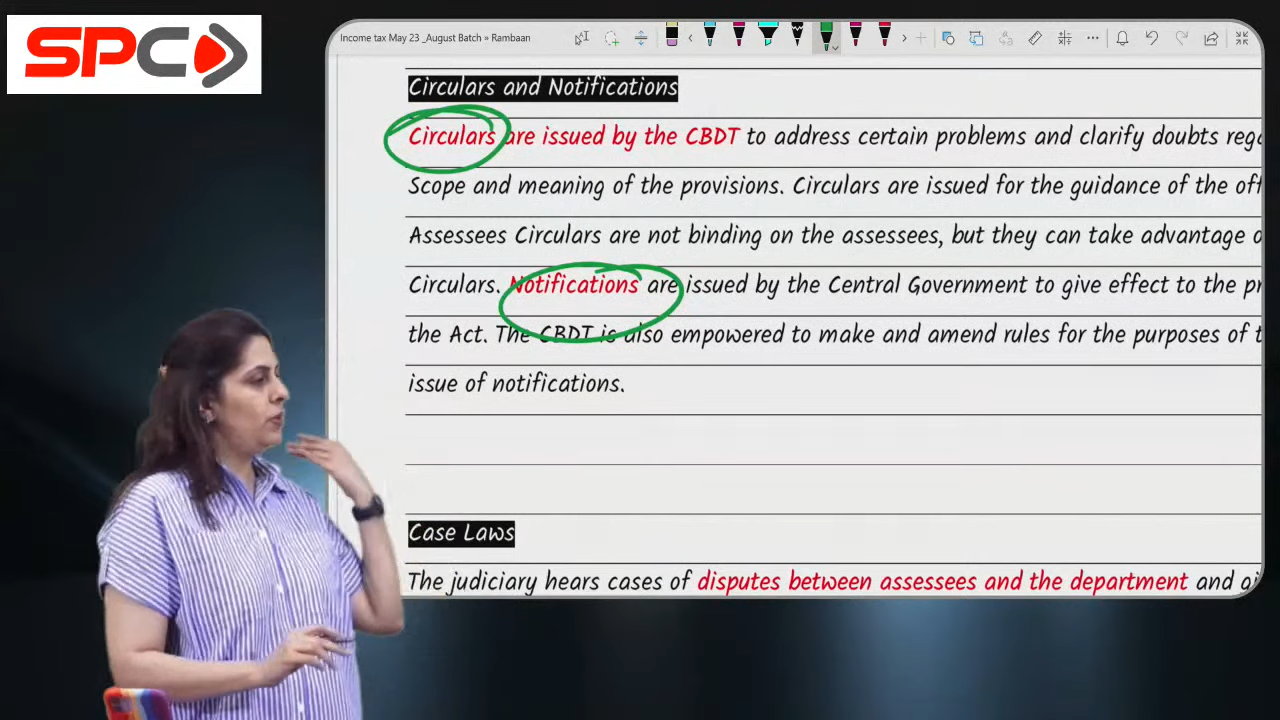 SPC
Income tax May 23 _August Batch » Rambaan
Circulars and Notifications
Circulars are issued by the CBDT to address certain problems and clarify doubts
Scope and meaning of the provisions. Circulars are issued for the guidance of the
Assessees Circulars are not binding on the assessees, but they can take advantage
Circulars. Notifications are issued by the Central Government to give effect to the
the Act. The CBDT is also empowered to make and amend rules for the purposes of
issue of notifications.
Case Laws
The judiciary hears cases of disputes between assessees and the department and